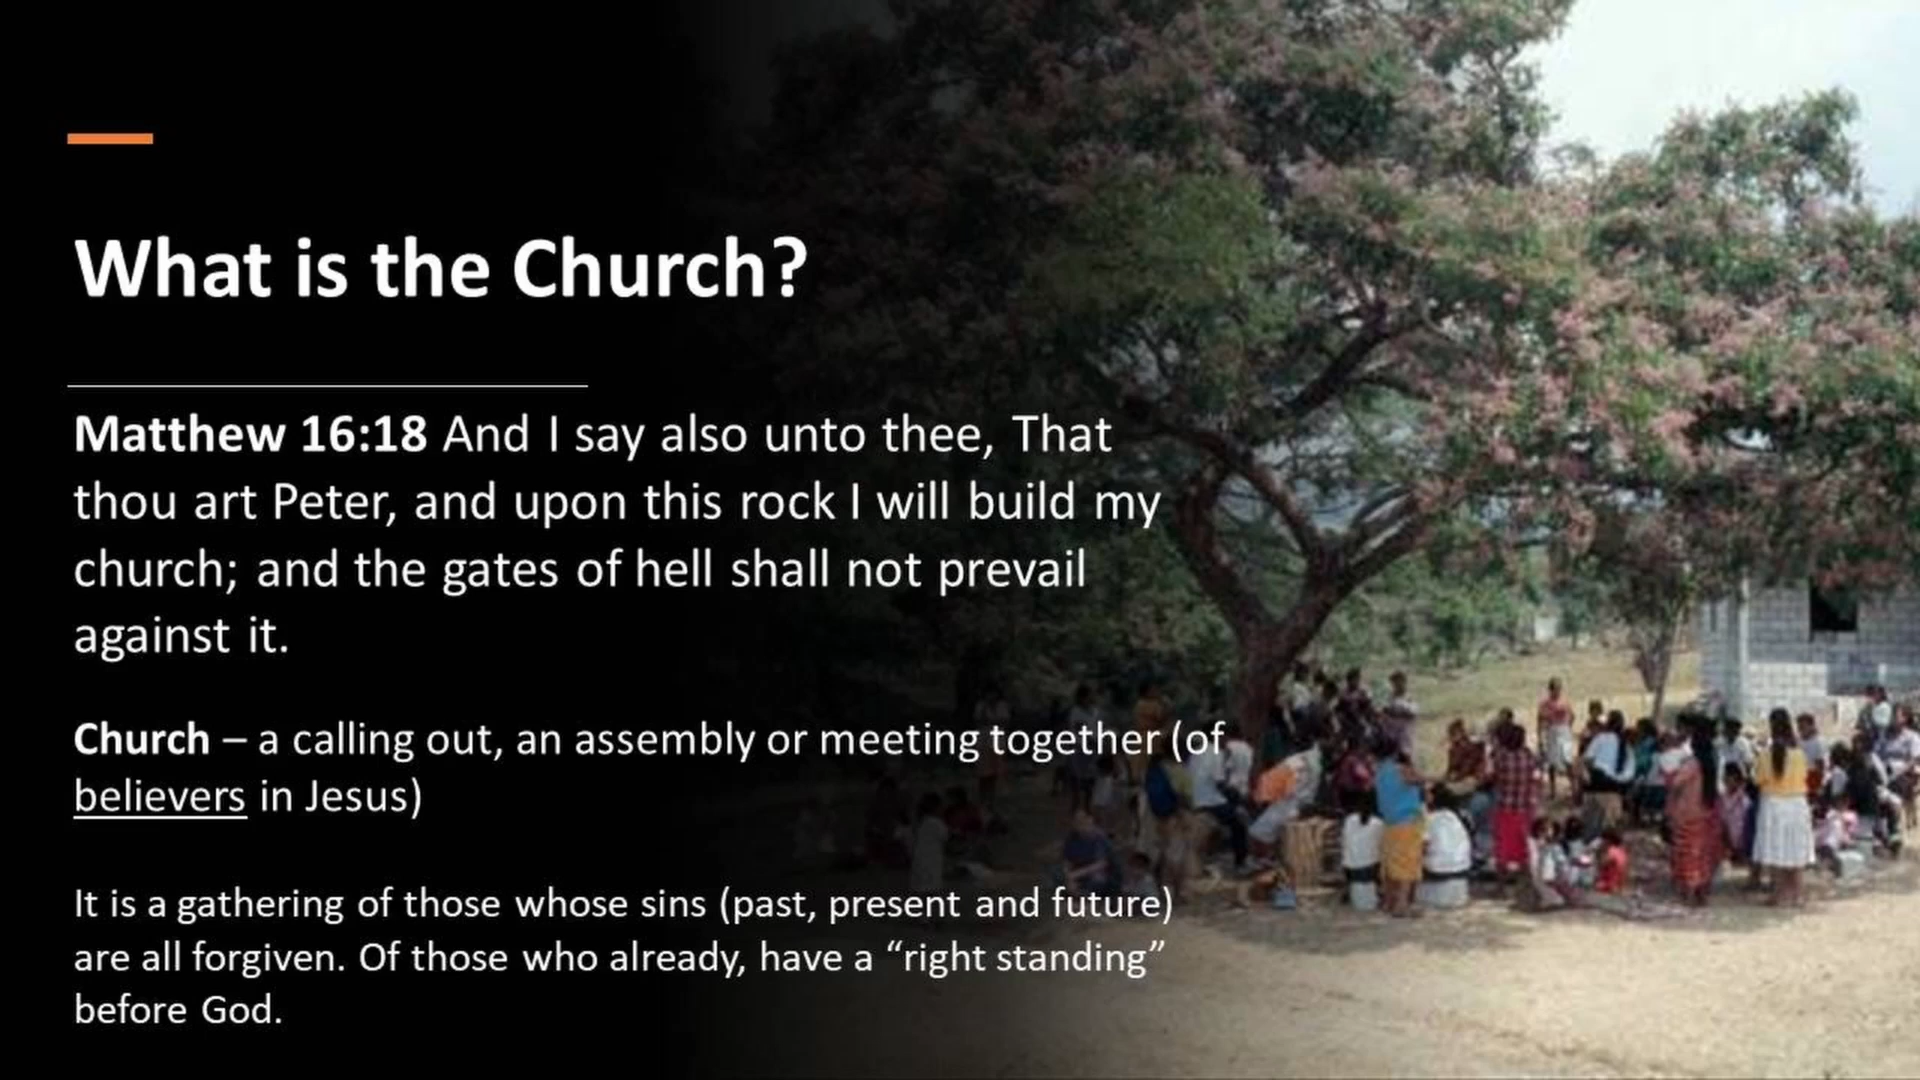 What is the Church?
Matthew 16:18 And I say also unto thee, That
thou art Peter, and upon this rock I will build my
church; and the gates of hell shall not prevail
against it.
Church – a calling out, an assembly or meeting together (of
believers in Jesus)
It is a gathering of those whose sins (past, present and future)
are all forgiven. Of those who already, have a “right standing”
before God.